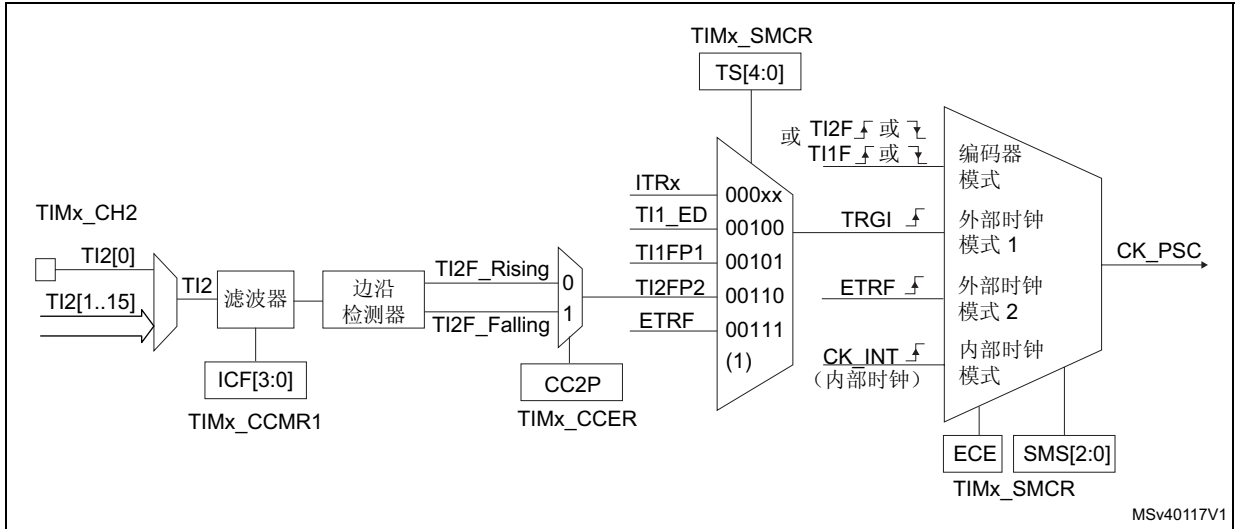 TIMx_SMCR
TS[4:0]
TIMx_CH2
TI2[0]
TI2[1..15]
TI2
滤波器
ICF[3:0]
TIMx_CCMR1
边沿
检测器
TI2F_Rising
TI2F_Falling
0
1
CC2P
TIMx_CCER
ITRx
TI1_ED
TI1FP1
TI2FP2
ETRF
000xx
00100
00101
00110
00111
(1)
或 TI2F 或
TI1F 或
TRGI
ETRF
CK_INT
（内部时钟）
编码器
模式
外部时钟
模式 1
外部时钟
模式 2
内部时钟
模式
CK_PSC
ECE
SMS[2:0]
TIMx_SMCR
MSv40117V1